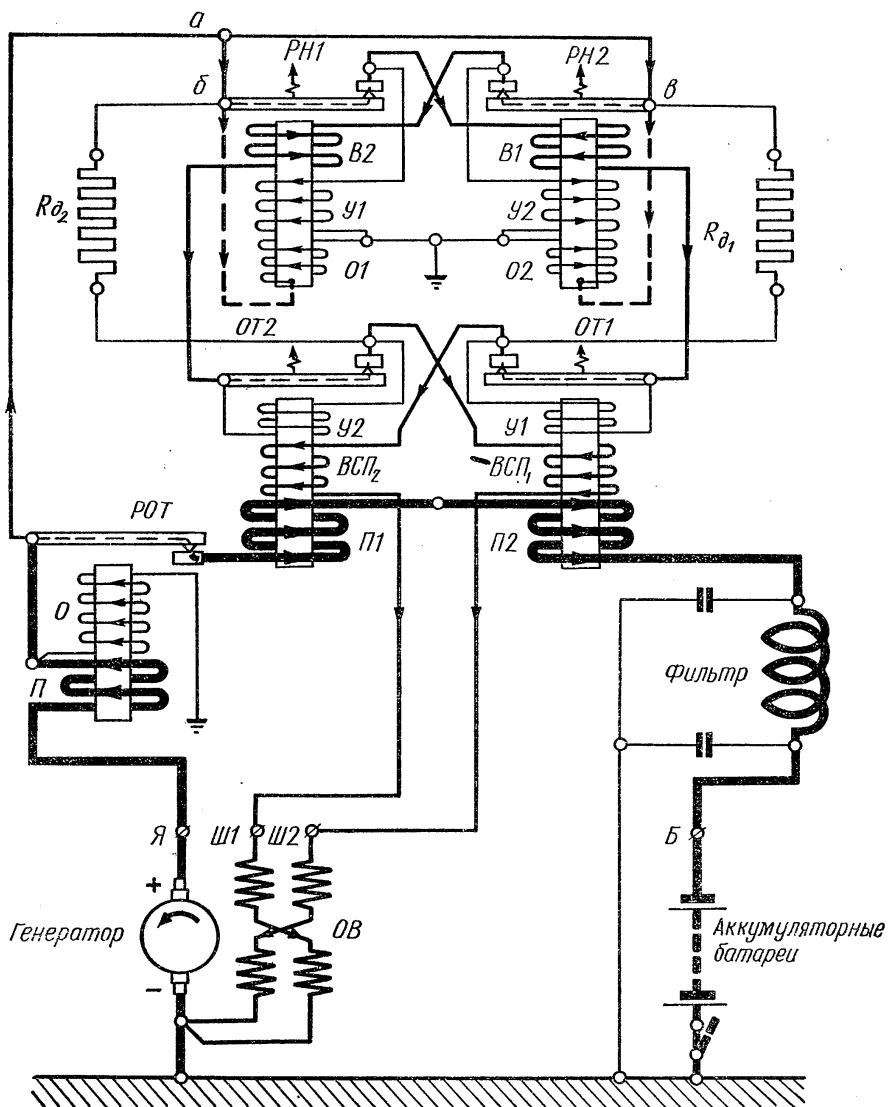 а
РН1
РН2
б
в
В2
В1
Rд2
У1
У2
Rд1
О1
О2
ОТ2
ОТ1
У2
У1
ВСП2
ВСП1
РОТ
П1
П2
О
Фильтр
П
Я
Ш1
Ш2
Б
+
Генератор
ОВ
Аккумуляторные
батареи
−